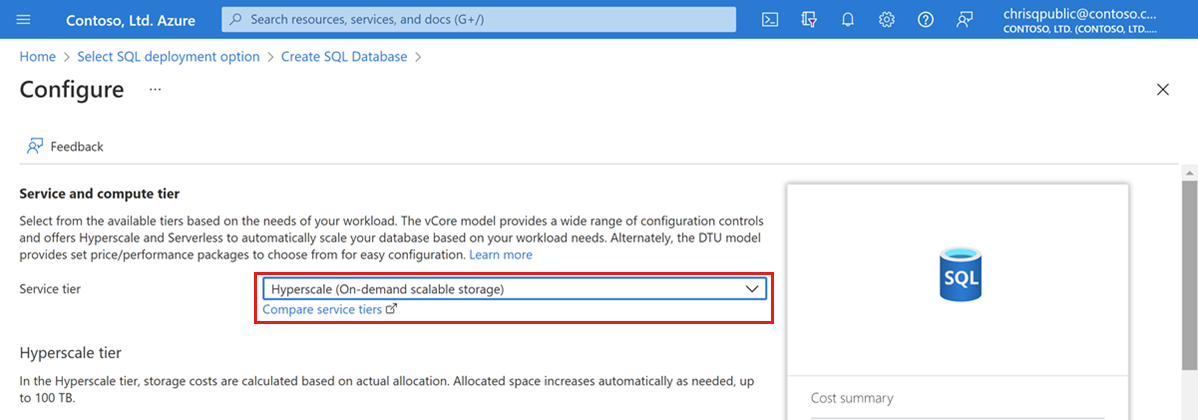 Contoso, Ltd. Azure
Search resources, services, and docs (G+/)
chrisqpublic@contoso.c...
CONTOSO, LTD. (CONTOSO, LTD....
Home > Select SQL deployment option > Create SQL Database >
Configure ...
Feedback
Service and compute tier
Select from the available tiers based on the needs of your workload. The vCore model provides a wide range of configuration controls
and offers Hyperscale and Serverless to automatically scale your database based on your workload needs. Alternately, the DTU model
provides set price/performance packages to choose from for easy configuration. Learn more
Service tier
Hyperscale (On-demand scalable storage)
Compare service tiers
Hyperscale tier
In the Hyperscale tier, storage costs are calculated based on actual allocation. Allocated space increases automatically as needed, up
to 100 TB.
SQL
Cost summary